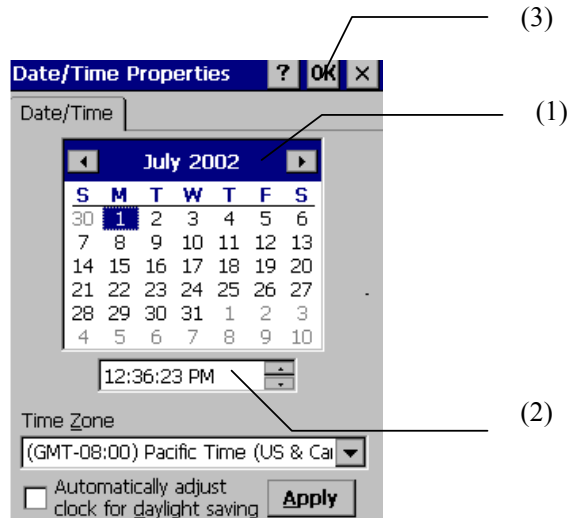 (3)
Date/Time Properties ? OK ×
(1)
Date/Time
July 2002
S M T W T F S
30 1 2 3 4 5 6
7 8 9 10 11 12 13
14 15 16 17 18 19 20
21 22 23 24 25 26 27
28 29 30 31 1 2 3
4 5 6 7 8 9 10
12:36:23 PM
(2)
Time Zone
(GMT-08:00) Pacific Time (US & Ca
Automatically adjust
clock for daylight saving
Apply